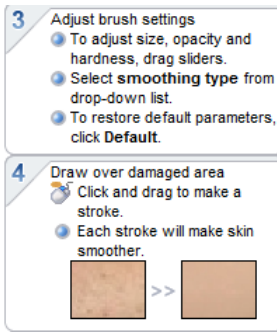 3
Adjust brush settings
To adjust size, opacity and
hardness, drag sliders.
Select smoothing type from
drop-down list.
To restore default parameters,
click Default.
4
Draw over damaged area
Click and drag to make a
stroke.
Each stroke will make skin
smoother.
>>